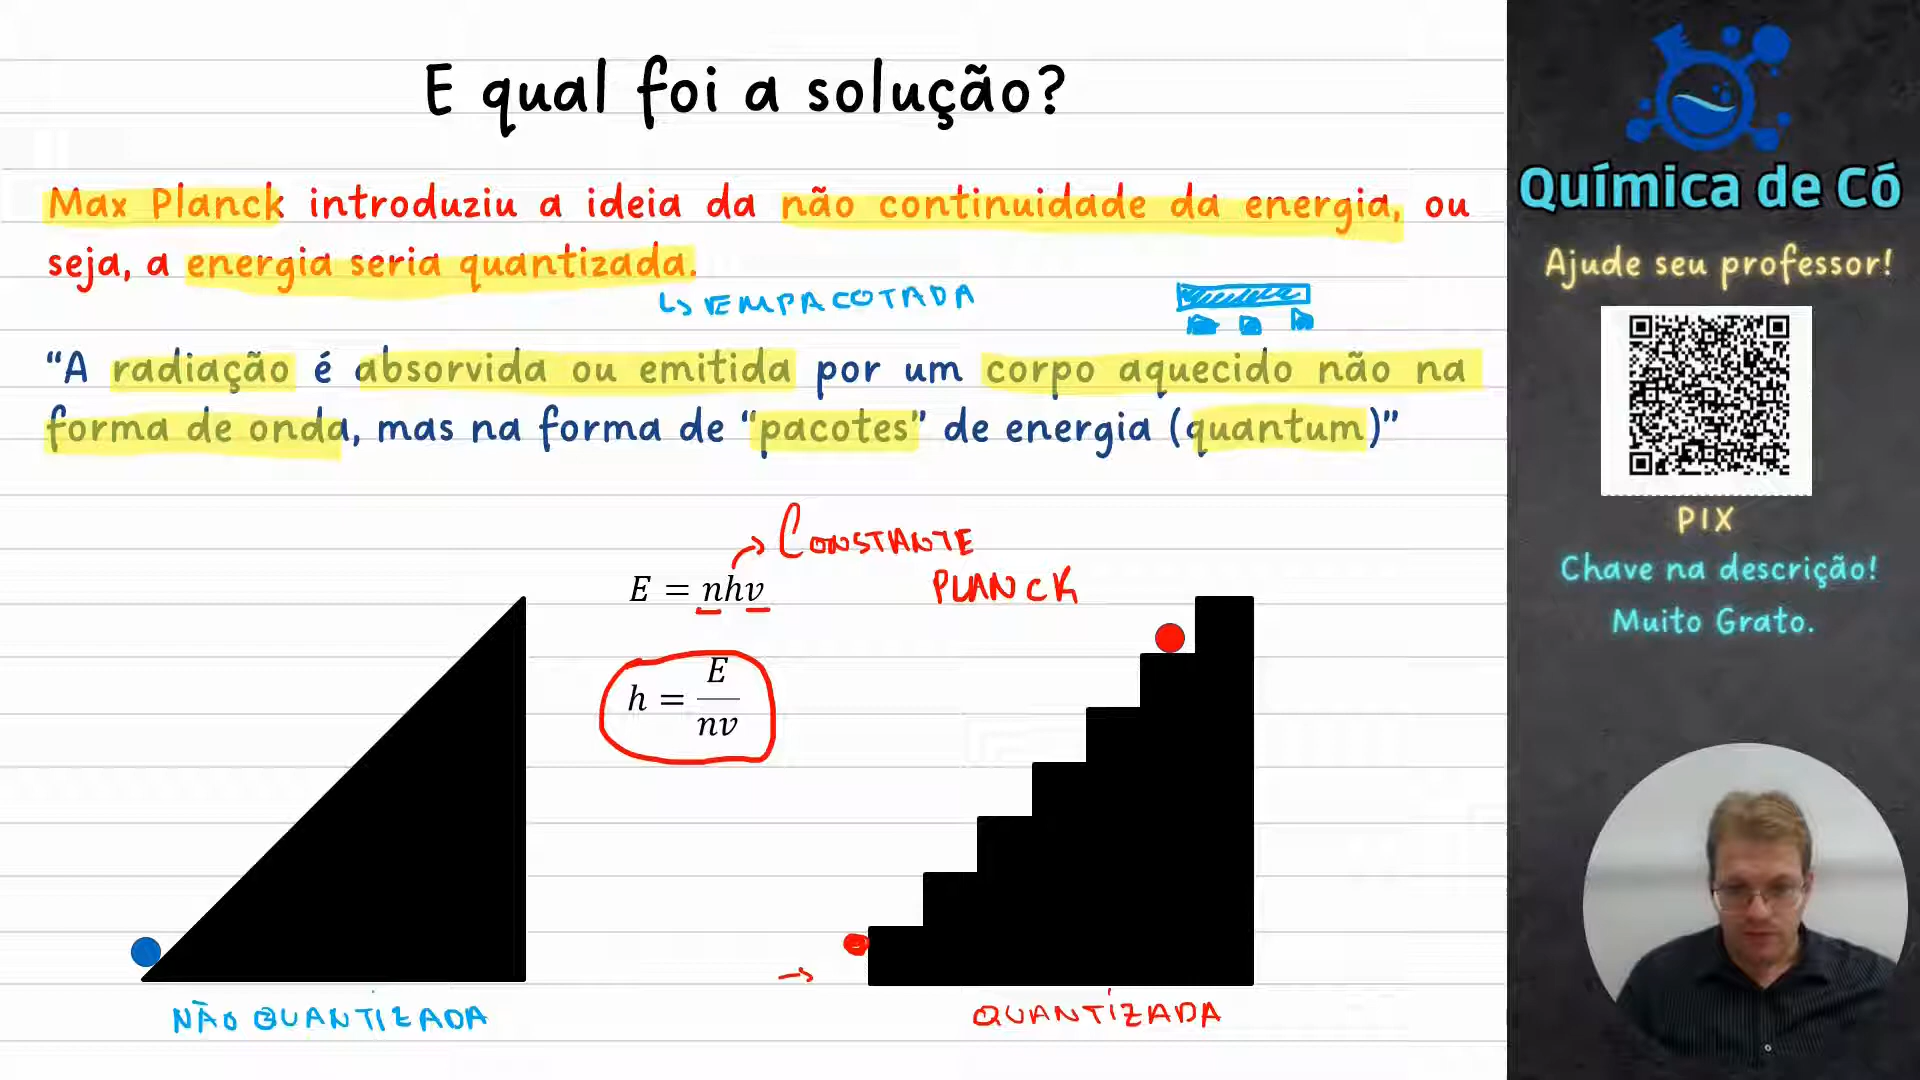 E qual foi a solução?
Max Planck introduziu a ideia da não continuidade da energia, ou
seja, a energia seria quantizada.
↳ EMPACOTADA
“A radiação é absorvida ou emitida por um corpo aquecido não na
forma de onda, mas na forma de “pacotes” de energia (quantum)”
CONSTANTE
PLANCK
E = nhv
h = E/nv
NÃO QUANTIZADA
QUANTÍZADA
Química de Có
Ajude seu professor!
PIX
Chave na descrição!
Muito Grato.